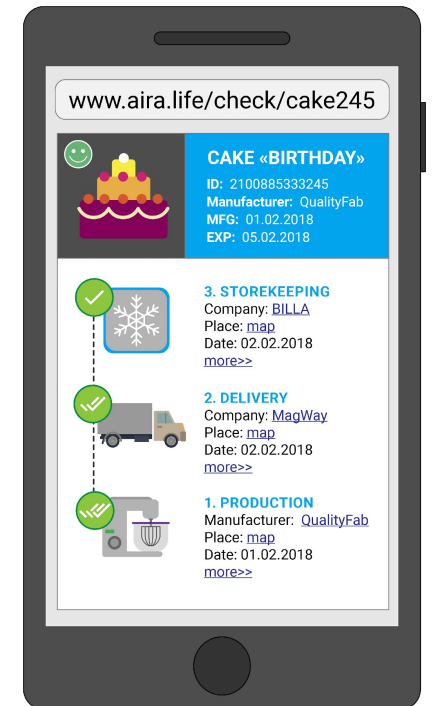 www.aira.life/check/cake245
CAKE «BIRTHDAY»
ID: 2100885333245
Manufacturer: QualityFab
MFG: 01.02.2018
EXP: 05.02.2018
3. STOREKEEPING
Company: BILLA
Place: map
Date: 02.02.2018
more>>
2. DELIVERY
Company: MagWay
Place: map
Date: 02.02.2018
more>>
1. PRODUCTION
Manufacturer: QualityFab
Place: map
Date: 01.02.2018
more>>